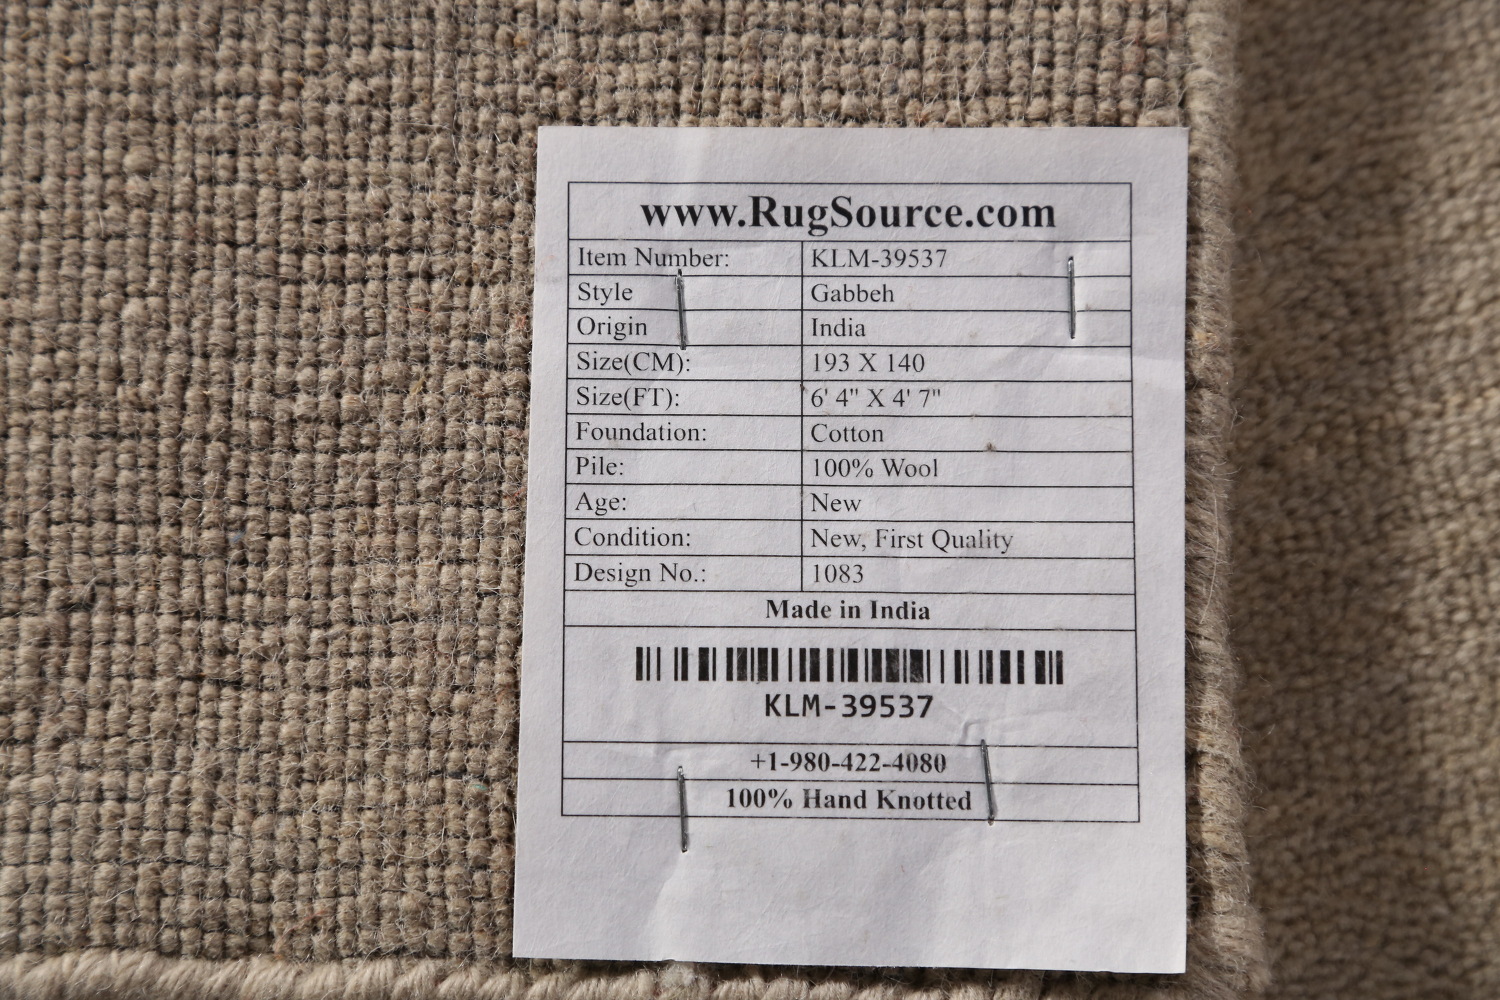 www.RugSource.com
Item Number: KLM-39537
Style Gabbeh
Origin India
Size(CM): 193 X 140
Size(FT): 6' 4" X 4' 7"
Foundation: Cotton
Pile: 100% Wool
Age: New
Condition: New, First Quality
Design No.: 1083
Made in India
KLM-39537
+1-980-422-4080
100% Hand Knotted